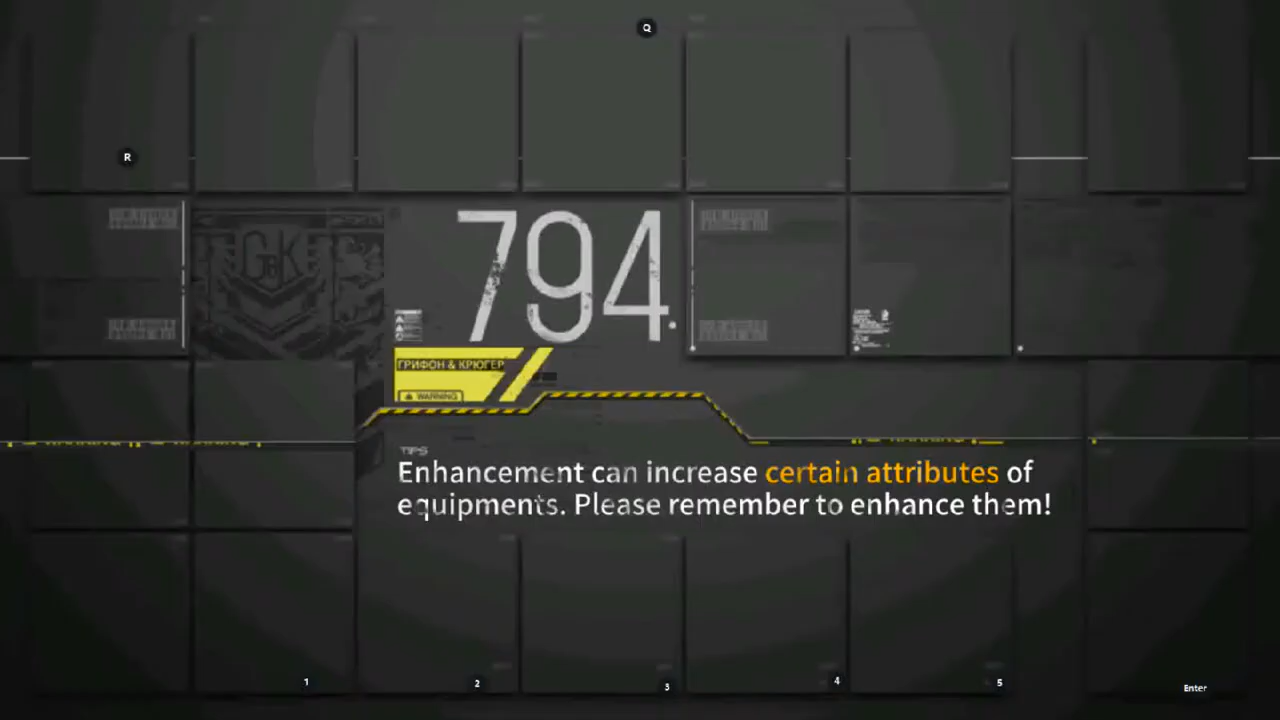 Q
R
G&K
794.
ГРИФОН & КРЮГЕР
WARNING
TIPS
Enhancement can increase certain attributes of
equipments. Please remember to enhance them!
1
2
3
4
5
Enter